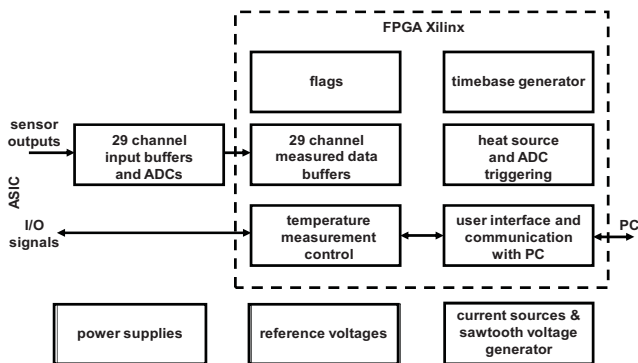 FPGA Xilinx
flags
timebase generator
sensor
outputs
29 channel
input buffers
and ADCs
29 channel
measured data
buffers
heat source
and ADC
triggering
ASIC
I/O
signals
temperature
measurement
control
user interface and
communication
with PC
PC
power supplies
reference voltages
current sources &
sawtooth voltage
generator